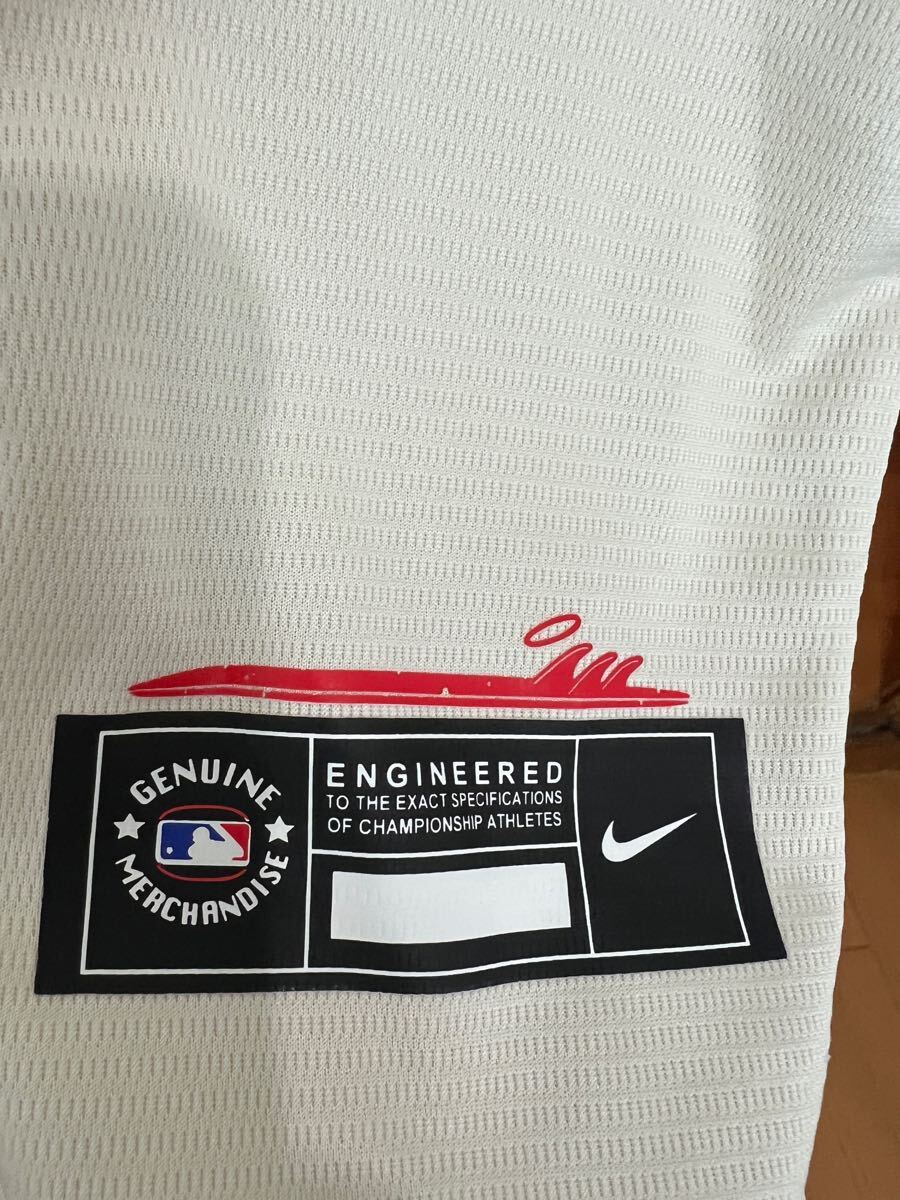 GENUINE
MERCHANDISE
ENGINEERED
TO THE EXACT SPECIFICATIONS
OF CHAMPIONSHIP ATHLETES